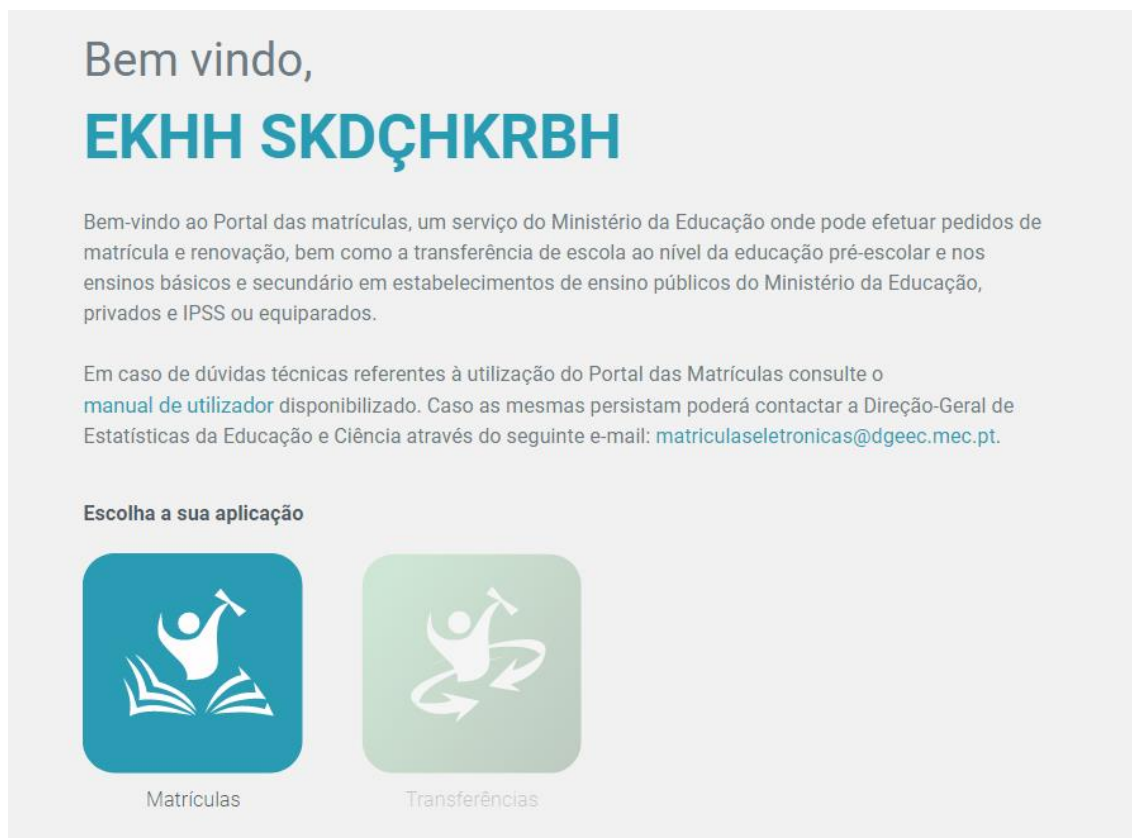 Bem vindo,
EKHH SKDÇHKRBH
Bem-vindo ao Portal das matrículas, um serviço do Ministério da Educação onde pode efetuar pedidos de
matrícula e renovação, bem como a transferência de escola ao nível da educação pré-escolar e nos
ensinos básicos e secundário em estabelecimentos de ensino públicos do Ministério da Educação,
privados e IPSS ou equiparados.
Em caso de dúvidas técnicas referentes à utilização do Portal das Matrículas consulte o
manual de utilizador disponibilizado. Caso as mesmas persistam poderá contactar a Direção-Geral de
Estatísticas da Educação e Ciência através do seguinte e-mail: matriculaseletronicas@dgeec.mec.pt.
Escolha a sua aplicação
Matrículas Transferências